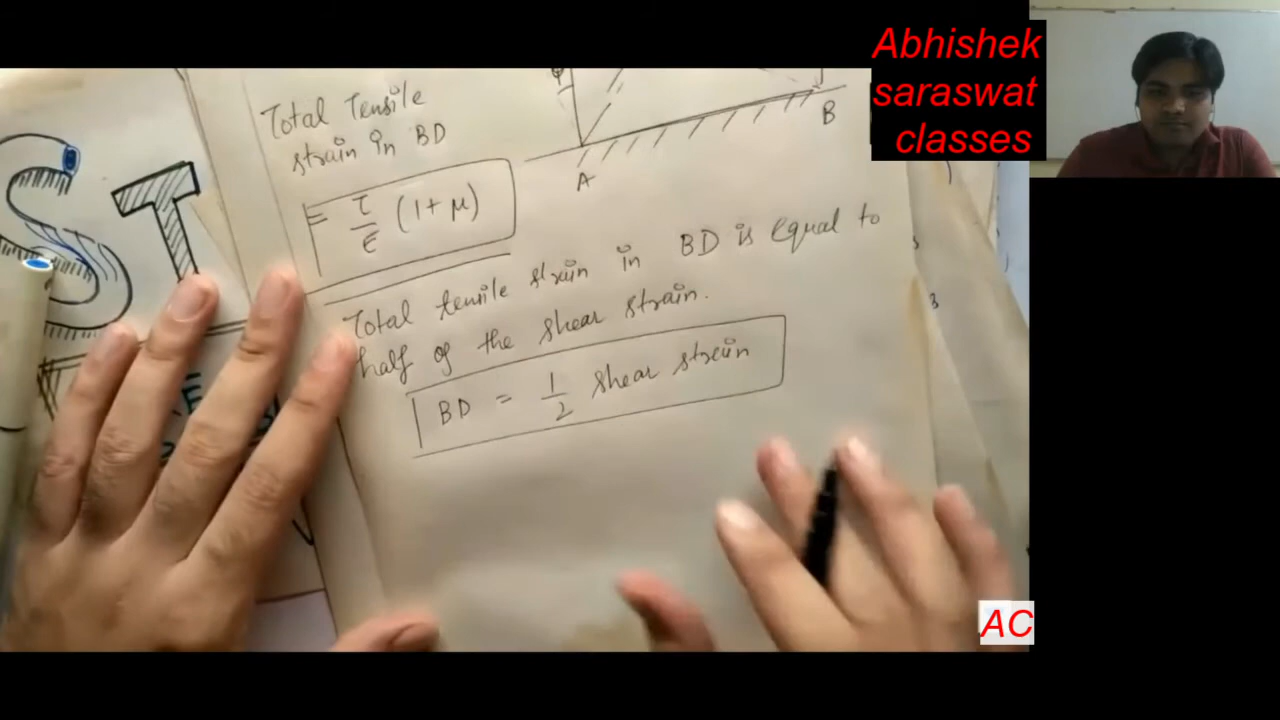 Abhishek
saraswat
classes
Total Tensile
strain in BD
= τ/E (1+μ)
φ
A
B
Total tensile strain in BD is equal to
half of the shear strain.
BD = 1/2 shear strain
ST
AC